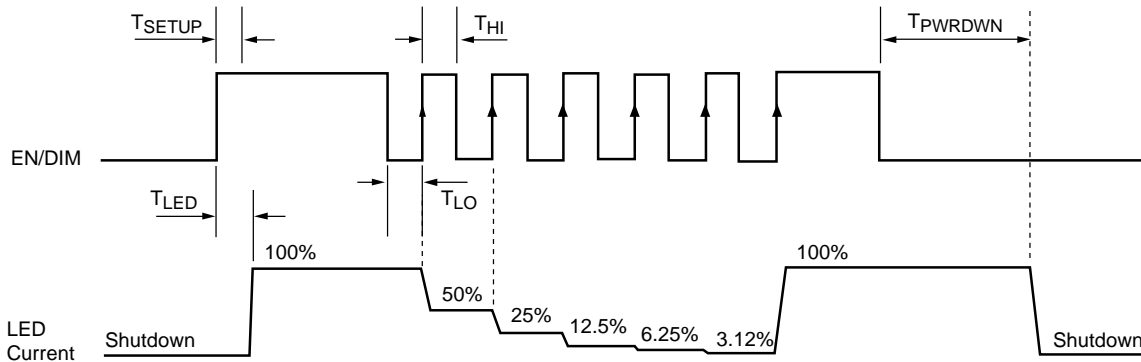 TSETUP
THI
TPWRDWN
EN/DIM
TLED
TLO
100%
100%
50%
25%
12.5%
6.25%
3.12%
LED
Current
Shutdown
Shutdown